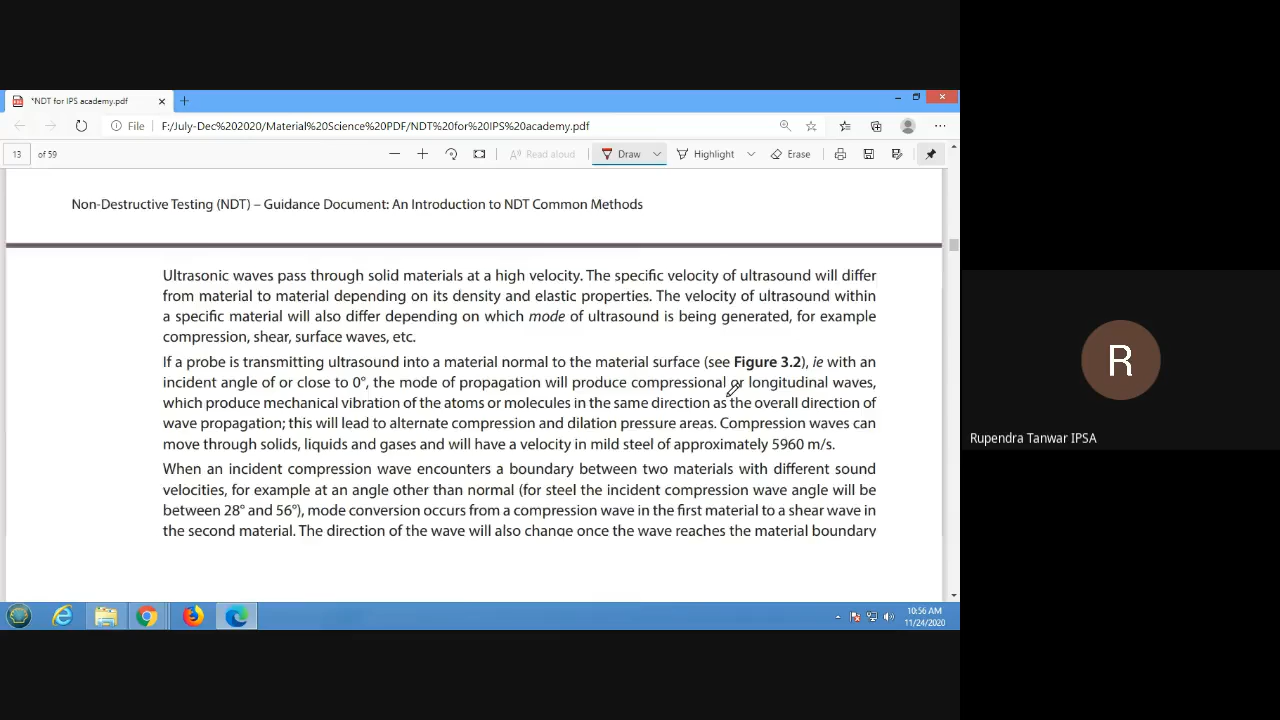 *NDT for IPS academy.pdf
File
F:/July-Dec%202020/Material%20Science%20PDF/NDT%20for%20IPS%20academy.pdf
13 of 59
Read aloud
Draw
Highlight
Erase
Non-Destructive Testing (NDT) – Guidance Document: An Introduction to NDT Common Methods
Ultrasonic waves pass through solid materials at a high velocity. The specific velocity of ultrasound will differ
from material to material depending on its density and elastic properties. The velocity of ultrasound within
a specific material will also differ depending on which mode of ultrasound is being generated, for example
compression, shear, surface waves, etc.
If a probe is transmitting ultrasound into a material normal to the material surface (see Figure 3.2), ie with an
incident angle of or close to 0°, the mode of propagation will produce compressional or longitudinal waves,
which produce mechanical vibration of the atoms or molecules in the same direction as the overall direction of
wave propagation; this will lead to alternate compression and dilation pressure areas. Compression waves can
move through solids, liquids and gases and will have a velocity in mild steel of approximately 5960 m/s.
When an incident compression wave encounters a boundary between two materials with different sound
velocities, for example at an angle other than normal (for steel the incident compression wave angle will be
between 28° and 56°), mode conversion occurs from a compression wave in the first material to a shear wave in
the second material. The direction of the wave will also change once the wave reaches the material boundary
10:56 AM
11/24/2020
R
Rupendra Tanwar IPSA